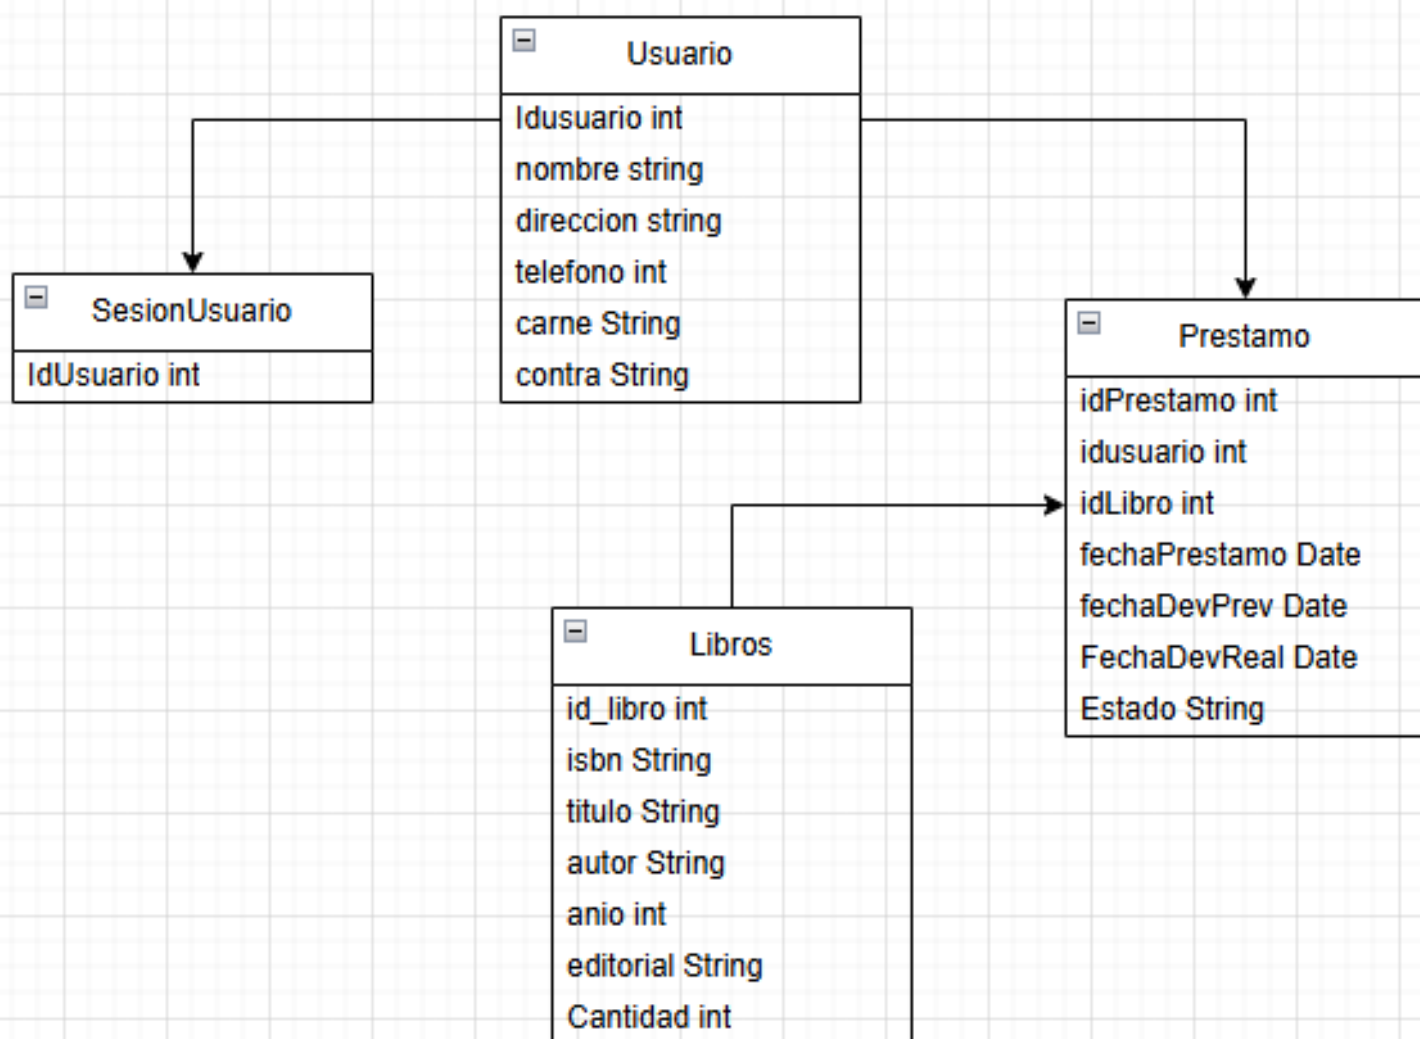 Usuario
Idusuario int
nombre string
direccion string
telefono int
carne String
contra String
SesionUsuario
IdUsuario int
Prestamo
idPrestamo int
idusuario int
idLibro int
fechaPrestamo Date
fechaDevPrev Date
FechaDevReal Date
Estado String
Libros
id_libro int
isbn String
titulo String
autor String
anio int
editorial String
Cantidad int